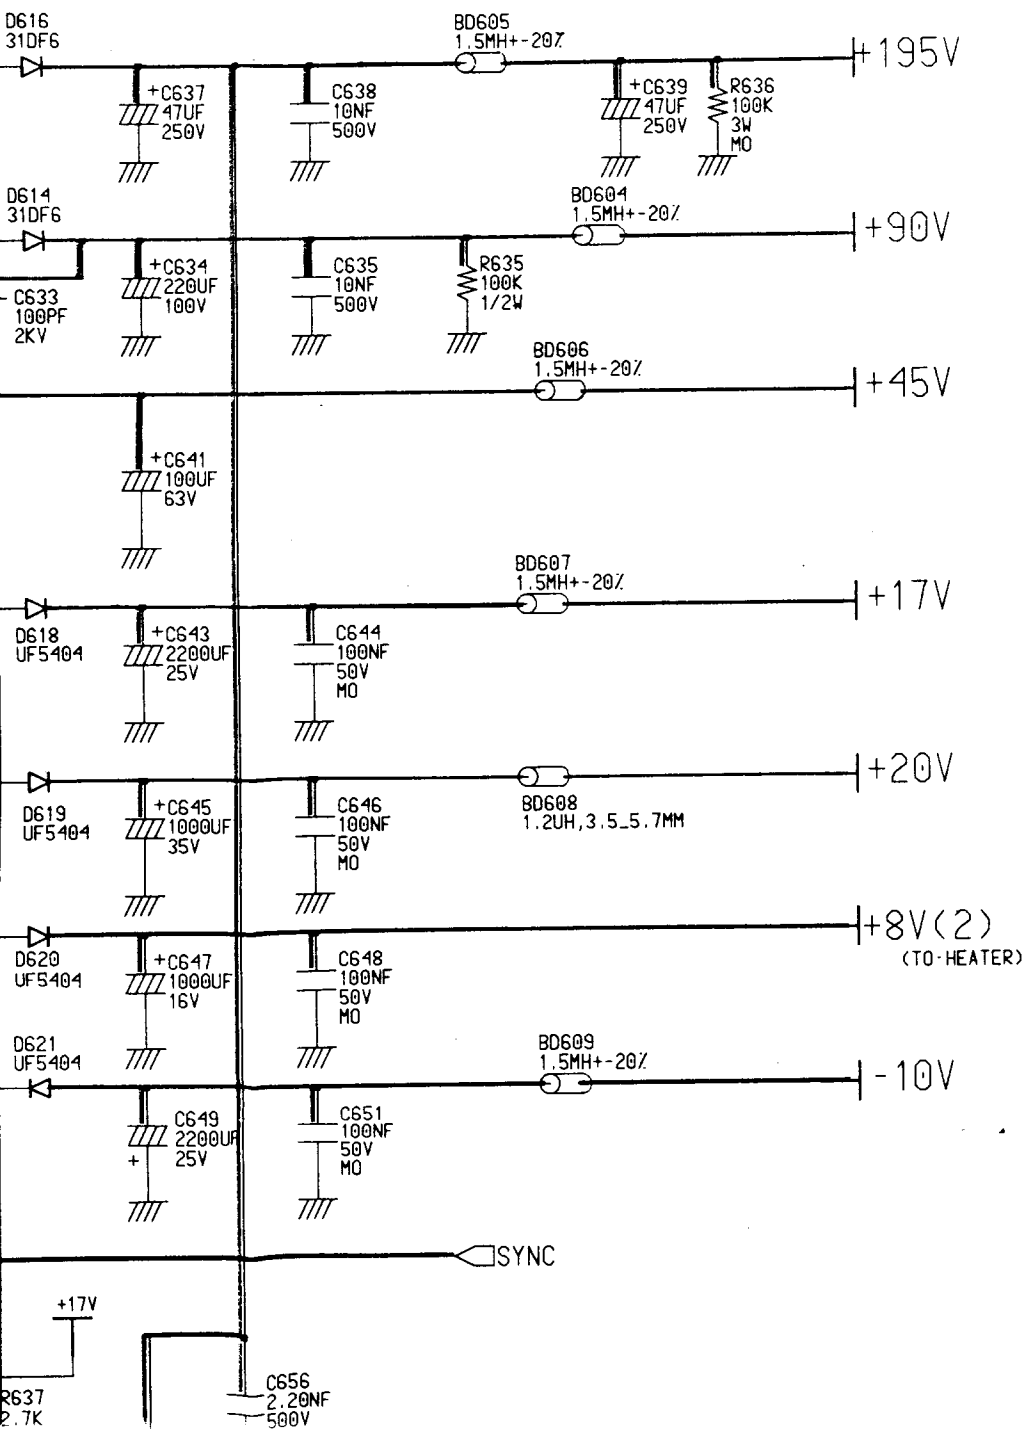 D616
31DF6
BD605
1.5MH+-20%
+195V
+C637
47UF
250V
C638
10NF
500V
+C639
47UF
250V
R636
100K
3W
MO
D614
31DF6
BD604
1.5MH+-20%
+90V
C633
100PF
2KV
+C634
220UF
100V
C635
10NF
500V
R635
100K
1/2W
BD606
1.5MH+-20%
+45V
+C641
100UF
63V
BD607
1.5MH+-20%
+17V
D618
UF5404
+C643
2200UF
25V
C644
100NF
50V
MO
+20V
D619
UF5404
+C645
1000UF
35V
C646
100NF
50V
MO
BD608
1.2UH,3.5_5.7MM
+8V(2)
(TO-HEATER)
D620
UF5404
+C647
1000UF
16V
C648
100NF
50V
MO
D621
UF5404
BD609
1.5MH+-20%
-10V
C649
2200UF
25V
+
C651
100NF
50V
MO
SYNC
+17V
R637
2.7K
C656
2.20NF
500V